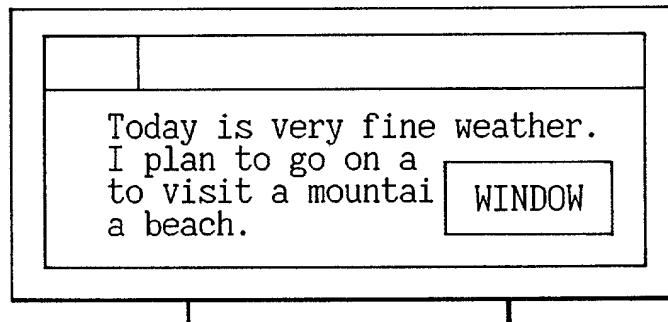 Today is very fine weather.
I plan to go on a
to visit a mountai
a beach.
WINDOW